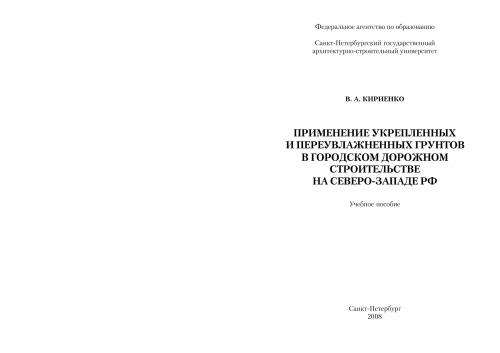 Федеральное агентство по образованию
Санкт-Петербургский государственный
архитектурно-строительный университет
В. А. КИРИЕНКО
ПРИМЕНЕНИЕ УКРЕПЛЕННЫХ
И ПЕРЕУВЛАЖНЕННЫХ ГРУНТОВ
В ГОРОДСКОМ ДОРОЖНОМ
СТРОИТЕЛЬСТВЕ
НА СЕВЕРО-ЗАПАДЕ РФ
Учебное пособие
Санкт-Петербург
2008